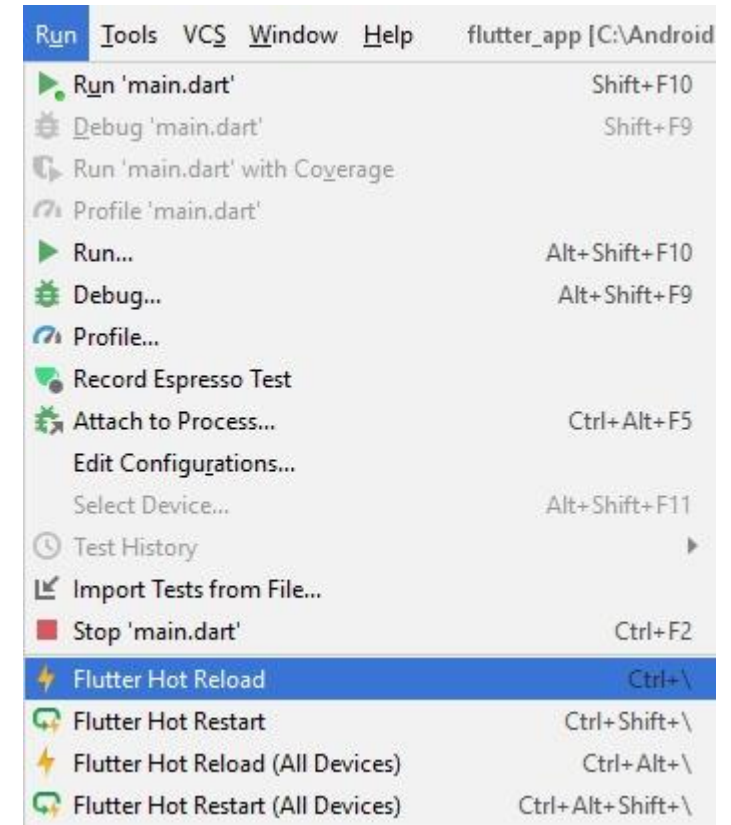 Run Tools VCS Window Help flutter_app [C:\Android
Run 'main.dart' Shift+F10
Debug 'main.dart' Shift+F9
Run 'main.dart' with Coverage
Profile 'main.dart'
Run... Alt+Shift+F10
Debug... Alt+Shift+F9
Profile...
Record Espresso Test
Attach to Process... Ctrl+Alt+F5
Edit Configurations...
Select Device... Alt+Shift+F11
Test History
Import Tests from File...
Stop 'main.dart' Ctrl+F2
Flutter Hot Reload Ctrl+\
Flutter Hot Restart Ctrl+Shift+\
Flutter Hot Reload (All Devices) Ctrl+Alt+\
Flutter Hot Restart (All Devices) Ctrl+Alt+Shift+\